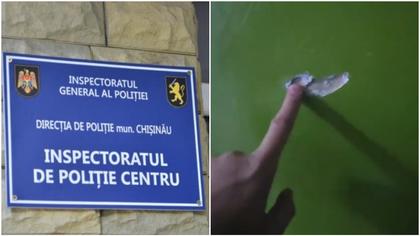 INSPECTORATUL
GENERAL AL POLIȚIEI
DIRECȚIA DE POLIȚIE mun. CHIȘINĂU
INSPECTORATUL
DE POLIȚIE CENTRU